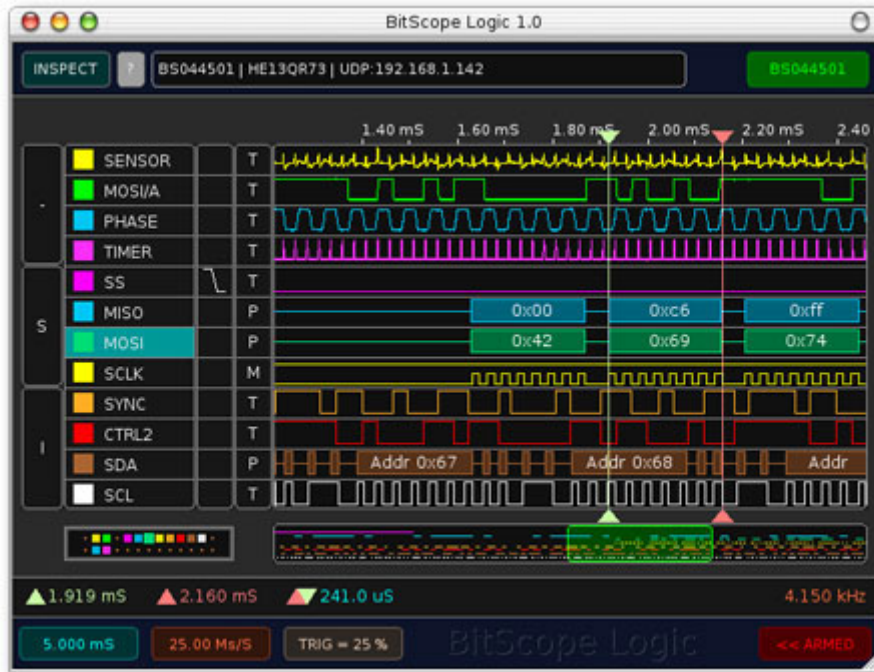 BitScope Logic 1.0
INSPECT ? BS044501 | HE13QR73 | UDP:192.168.1.142 BS044501
1.40 mS 1.60 mS 1.80 mS 2.00 mS 2.20 mS 2.40
- SENSOR T
MOSI/A T
PHASE T
TIMER T
S SS T
MISO P 0x00 0xc6 0xff
MOSI P 0x42 0x69 0x74
SCLK M
I SYNC T
CTRL2 T
SDA P Addr 0x67 Addr 0x68 Addr
SCL T
1.919 mS 2.160 mS 241.0 uS 4.150 kHz
5.000 mS 25.00 Ms/S TRIG = 25 % BitScope Logic << ARMED